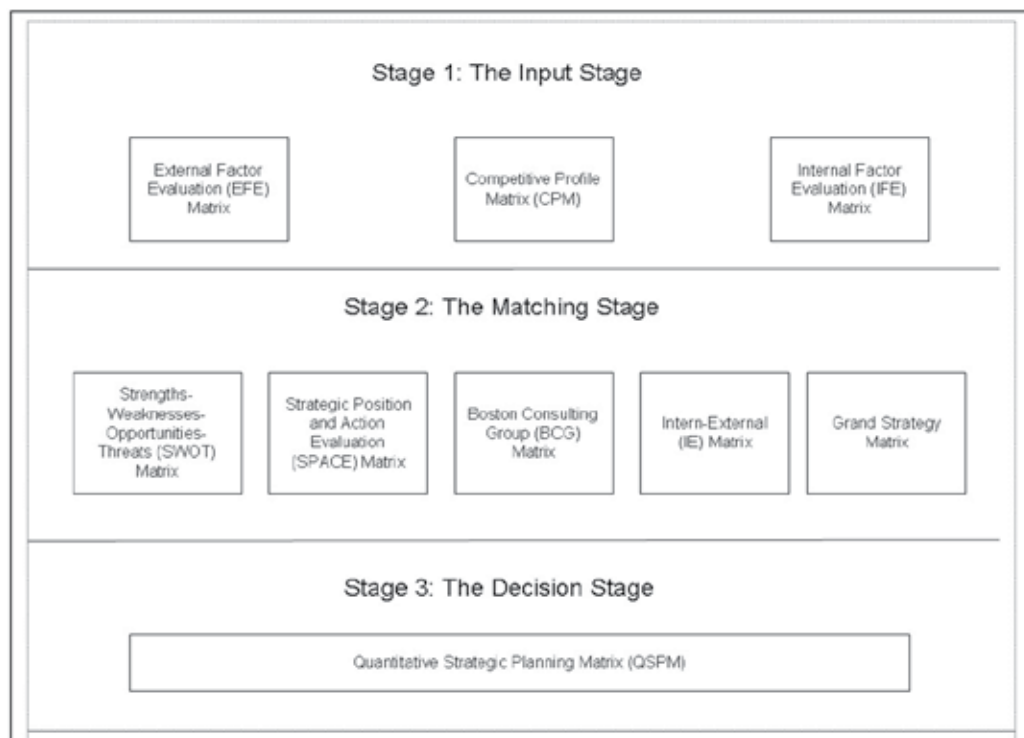 Stage 1: The Input Stage
External Factor
Evaluation (EFE)
Matrix
Competitive Profile
Matrix (CPM)
Internal Factor
Evaluation (IFE)
Matrix
Stage 2: The Matching Stage
Strengths-
Weaknesses-
Opportunities-
Threats (SWOT)
Matrix
Strategic Position
and Action
Evaluation
(SPACE) Matrix
Boston Consulting
Group (BCG)
Matrix
Intern-External
(IE) Matrix
Grand Strategy
Matrix
Stage 3: The Decision Stage
Quantitative Strategic Planning Matrix (QSPM)